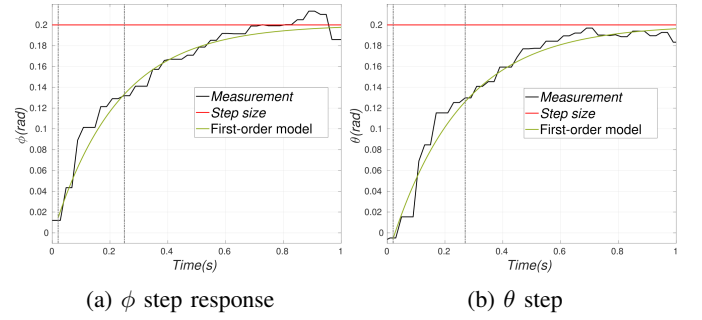 0.2
0.18
0.16
0.14
0.12
0.1
0.08
0.06
0.04
0.02
0
ϕ(rad)
Measurement
Step size
First-order model
0 0.2 0.4 0.6 0.8 1
Time(s)
(a) ϕ step response
0.2
0.18
0.16
0.14
0.12
0.1
0.08
0.06
0.04
0.02
0
θ(rad)
Measurement
Step size
First-order model
0 0.2 0.4 0.6 0.8 1
Time(s)
(b) θ step